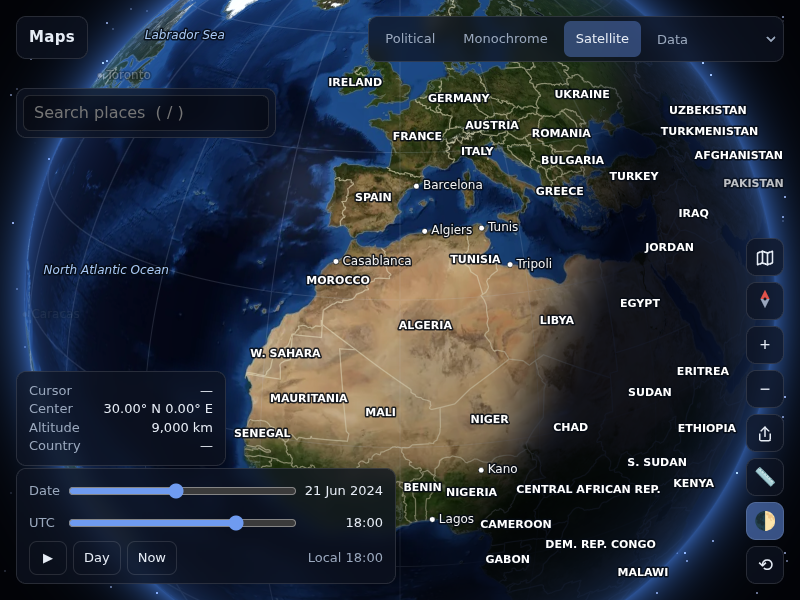 Maps
Political
Monochrome
Satellite
Data
Search places ( / )
Labrador Sea
Toronto
IRELAND
GERMANY
UKRAINE
UZBEKISTAN
FRANCE
AUSTRIA
ROMANIA
TURKMENISTAN
ITALY
BULGARIA
AFGHANISTAN
SPAIN
Barcelona
GREECE
TURKEY
PAKISTAN
Algiers
Tunis
IRAQ
Casablanca
TUNISIA
Tripoli
JORDAN
North Atlantic Ocean
MOROCCO
Caracas
ALGERIA
LIBYA
EGYPT
W. SAHARA
ERITREA
MAURITANIA
MALI
NIGER
CHAD
SUDAN
SENEGAL
ETHIOPIA
Kano
S. SUDAN
BENIN
NIGERIA
CENTRAL AFRICAN REP.
KENYA
Lagos
CAMEROON
GABON
DEM. REP. CONGO
MALAWI
+
−
Cursor —
Center 30.00° N 0.00° E
Altitude 9,000 km
Country —
Date 21 Jun 2024
UTC 18:00
▶ Day Now Local 18:00